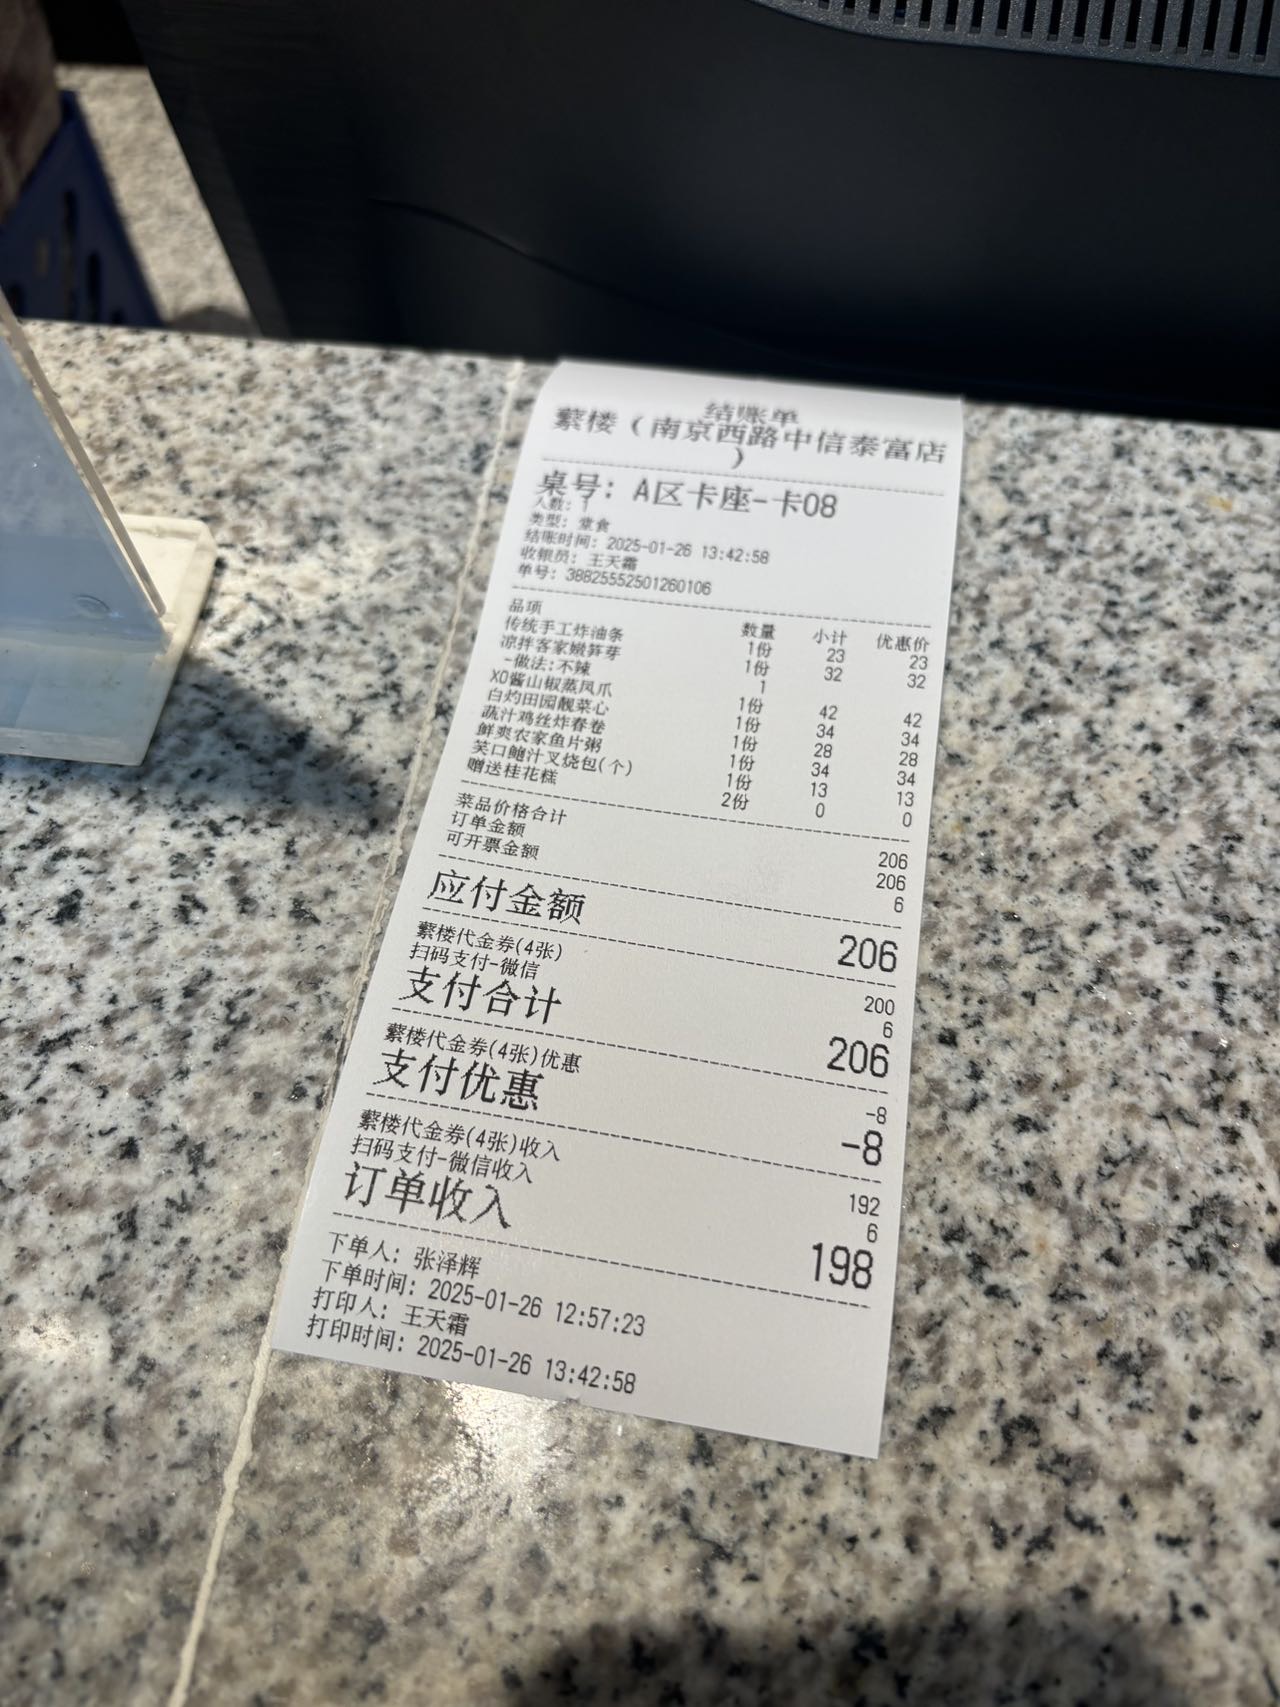 结账单
蘩楼（南京西路中信泰富店
）
桌号: A区卡座-卡08
人数: 1
类型: 堂食
结账时间: 2025-01-26 13:42:58
收银员: 王天霜
单号: 38825552501260106
品项 数量 小计 优惠价
传统手工炸油条 1份 23 23
凉拌客家嫩笋芽 1份 32 32
-做法:不辣 1
XO酱山椒蒸凤爪 1份 42 42
白灼田园靓菜心 1份 34 34
蔬汁鸡丝炸春卷 1份 28 28
鲜爽农家鱼片粥 1份 34 34
笑口鲍汁叉烧包(个) 1份 13 13
赠送桂花糕 2份 0 0
菜品价格合计 206
订单金额 206
可开票金额 6
应付金额 206
蘩楼代金券(4张) 200
扫码支付-微信 6
支付合计 206
蘩楼代金券(4张)优惠 -8
支付优惠 -8
蘩楼代金券(4张)收入 192
扫码支付-微信收入 6
订单收入 198
下单人: 张泽辉
下单时间: 2025-01-26 12:57:23
打印人: 王天霜
打印时间: 2025-01-26 13:42:58